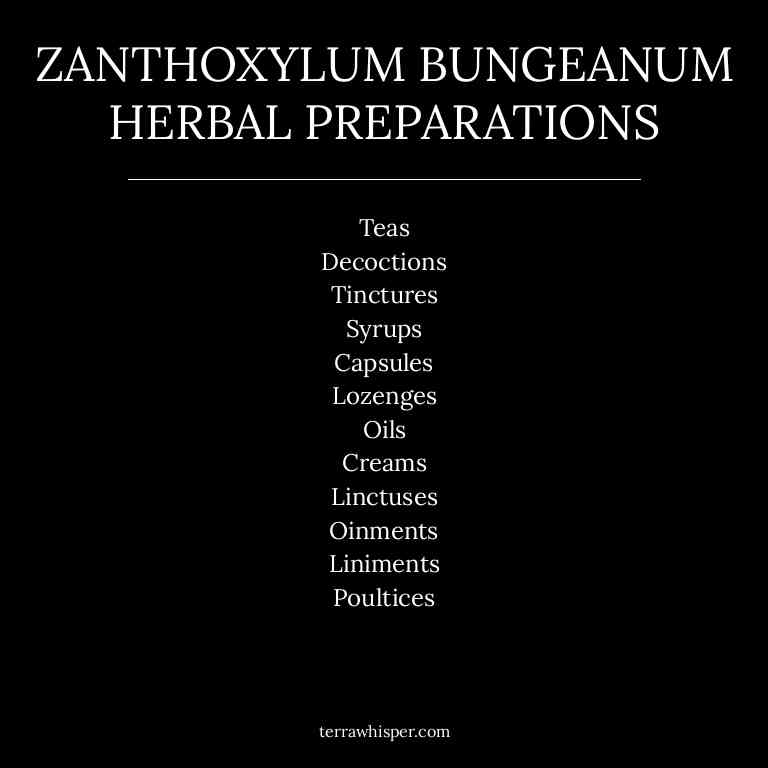 ZANTHOXYLUM BUNGEANUM
HERBAL PREPARATIONS
Teas
Decoctions
Tinctures
Syrups
Capsules
Lozenges
Oils
Creams
Linctuses
Oinments
Liniments
Poultices
terrawhisper.com